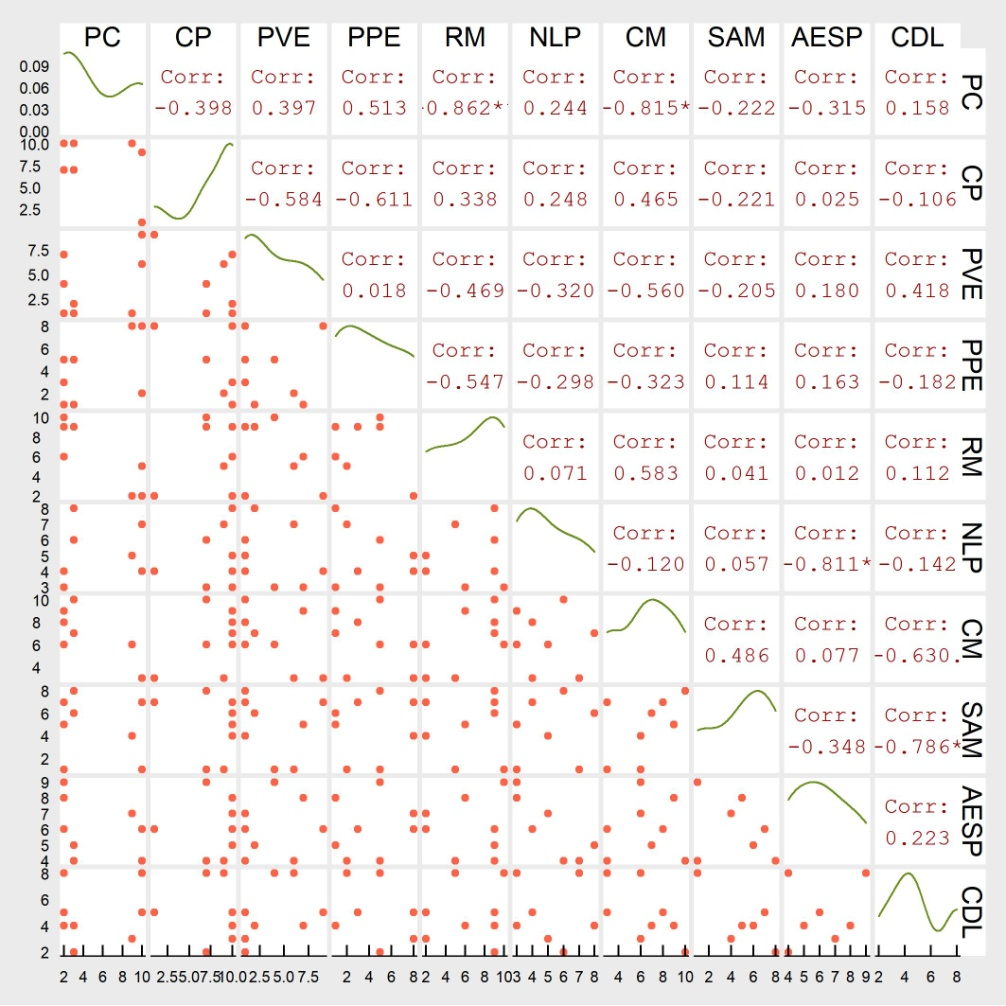 PC CP PVE PPE RM NLP CM SAM AESP CDL
0.09 Corr: Corr: Corr: Corr: Corr: Corr: Corr: Corr: Corr: PC
0.06
0.03 -0.398 0.397 0.513 -0.862* 0.244 -0.815* -0.222 -0.315 0.158
0.00
10.0
7.5 Corr: Corr: Corr: Corr: Corr: Corr: Corr: Corr: CP
5.0 -0.584 -0.611 0.338 0.248 0.465 -0.221 0.025 -0.106
2.5
7.5 Corr: Corr: Corr: Corr: Corr: Corr: Corr: PVE
5.0 0.018 -0.469 -0.320 -0.560 -0.205 0.180 0.418
2.5
8
6 Corr: Corr: Corr: Corr: Corr: Corr: PPE
4 -0.547 -0.298 -0.323 0.114 0.163 -0.182
2
10
8 Corr: Corr: Corr: Corr: Corr: RM
6 0.071 0.583 0.041 0.012 0.112
4
2
8
7 Corr: Corr: Corr: Corr: NLP
6
5 -0.120 0.057 -0.811* -0.142
4
3
10
8 Corr: Corr: Corr: CM
6 0.486 0.077 -0.630.
4
8
6 Corr: Corr: SAM
4 -0.348 -0.786*
2
9
8 Corr: AESP
7
6 0.223
5
4
8 CDL
6
4
2
2 4 6 8 10 2.5 5.0 7.5 10.0 2.5 5.0 7.5 2 4 6 8 2 4 6 8 10 3 4 5 6 7 8 4 6 8 10 2 4 6 8 4 5 6 7 8 9 2 4 6 8